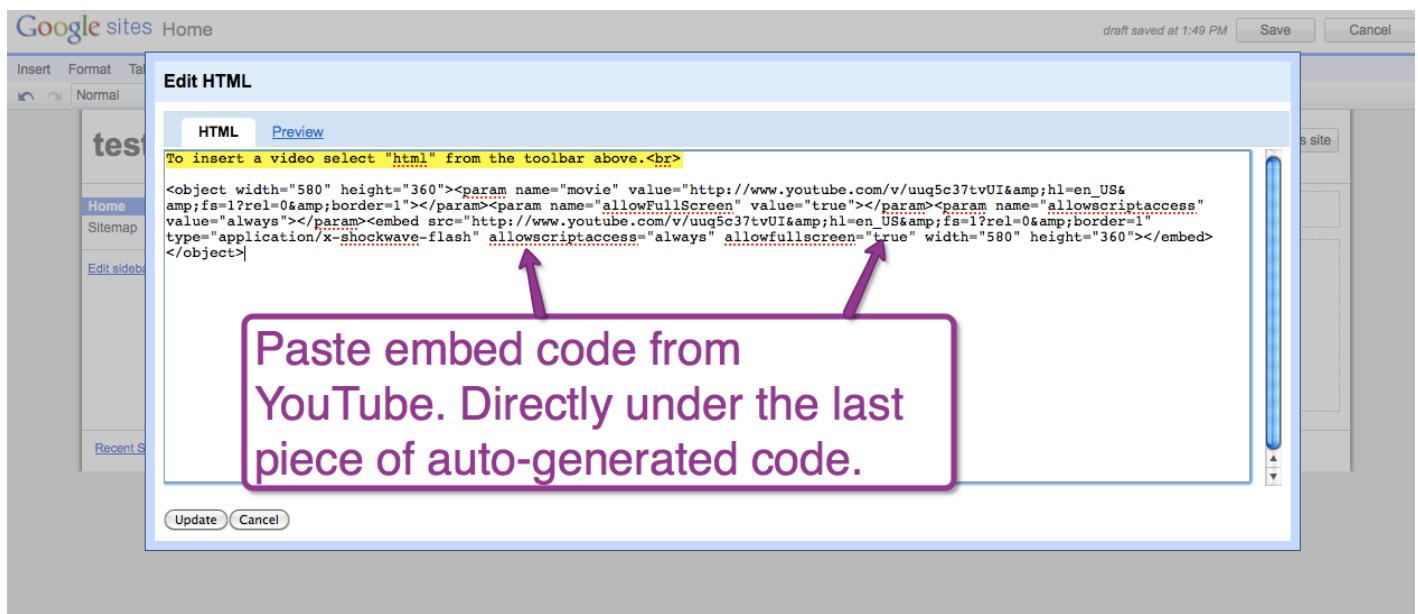 Google sites Home
draft saved at 1:49 PM
Save
Cancel
Insert Format
Normal
Edit HTML
HTML Preview
test
s site
To insert a video select "html" from the toolbar above.<br>
<object width="580" height="360"><param name="movie" value="http://www.youtube.com/v/uuq5c37tvUI&amp;hl=en_US&
amp;fs=1?rel=0&amp;border=1"></param><param name="allowFullScreen" value="true"></param><param name="allowscriptaccess"
value="always"></param><embed src="http://www.youtube.com/v/uuq5c37tvUI&amp;hl=en_US&amp;fs=1?rel=0&amp;border=1"
type="application/x-shockwave-flash" allowscriptaccess="always" allowfullscreen="true" width="580" height="360"></embed>
</object>
Home
Sitemap
Edit sideba
Recent S
Paste embed code from
YouTube. Directly under the last
piece of auto-generated code.
Update Cancel